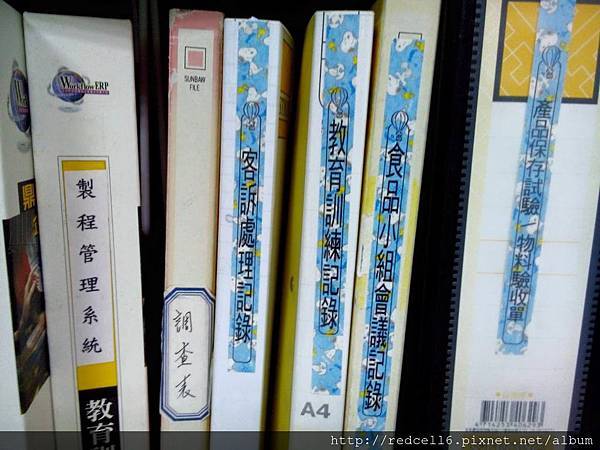 WorkFlow ERP
製程管理系統
教育訓
SUNBAW
FILE
調查表
客訴處理記錄
教育訓練記錄
A4
食品小組會議記錄
產品保存試驗－物料驗收單
4714253404293
http://redcell6.pixnet.net/album